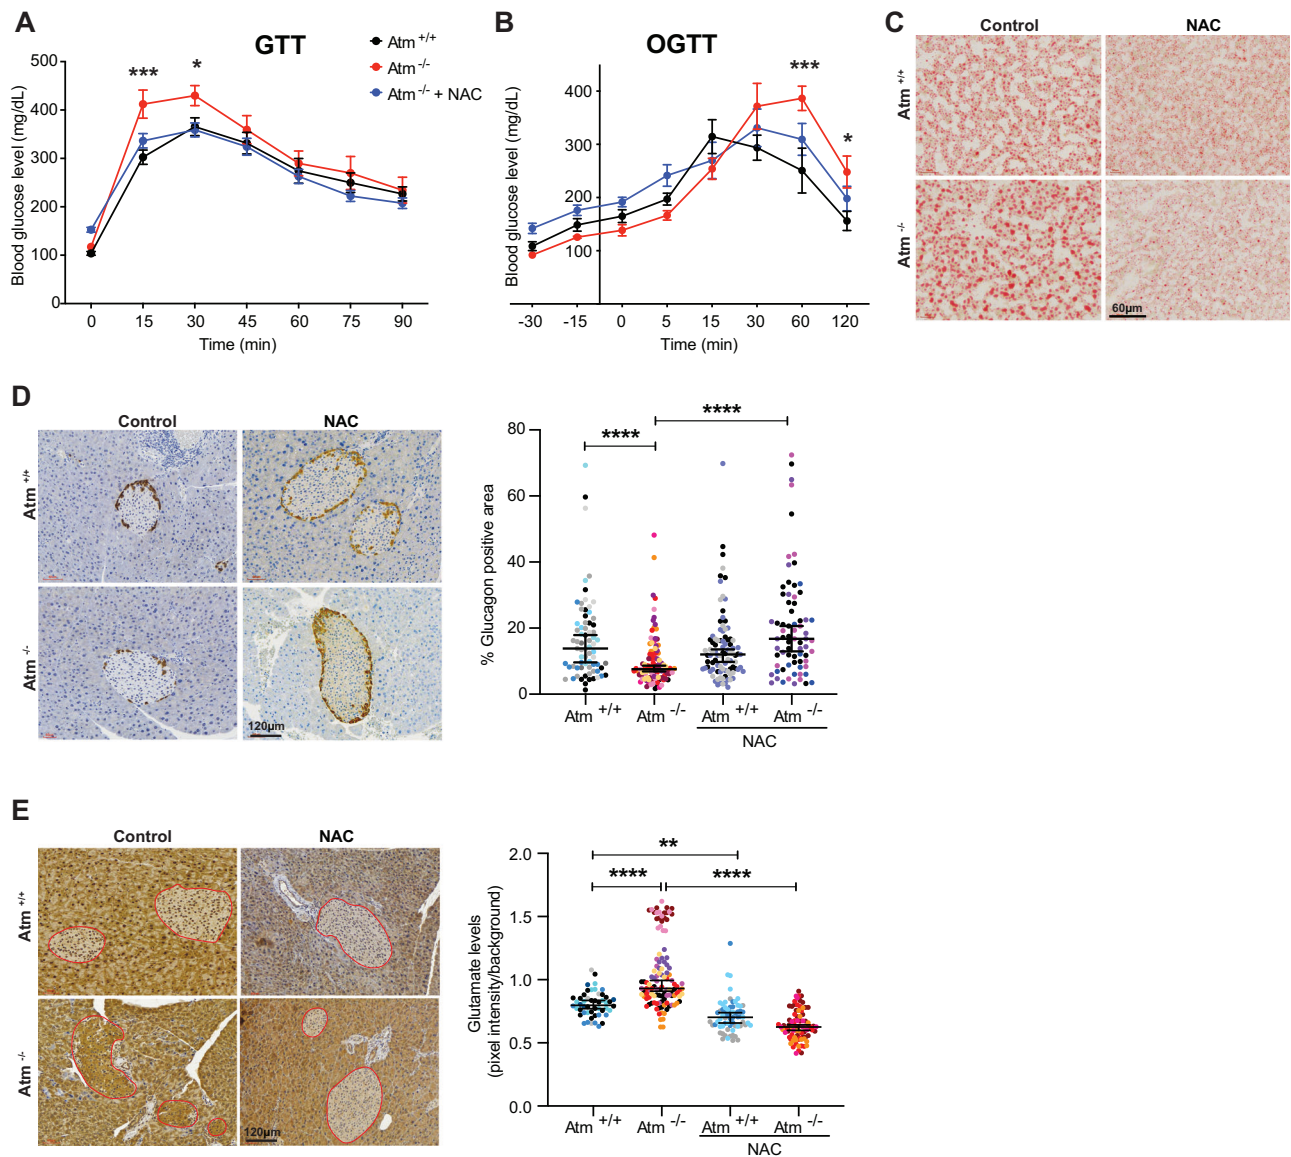 A
GTT
Atm +/+
Atm -/-
Atm -/- + NAC
***
*
Blood glucose level (mg/dL)
500
400
300
200
100
0
0 15 30 45 60 75 90
Time (min)
B
OGTT
***
*
Blood glucose level (mg/dL)
400
300
200
100
-30 -15 0 5 15 30 60 120
Time (min)
C
Control NAC
Atm +/+
Atm -/-
60µm
D
Control NAC
Atm +/+
Atm -/-
120µm
****
****
% Glucagon positive area
80
60
40
20
0
Atm +/+ Atm -/- Atm +/+ Atm -/-
NAC
E
Control NAC
Atm +/+
Atm -/-
120µm
**
****
****
Glutamate levels
(pixel intensity/background)
2.0
1.5
1.0
0.5
0.0
Atm +/+ Atm -/- Atm +/+ Atm -/-
NAC